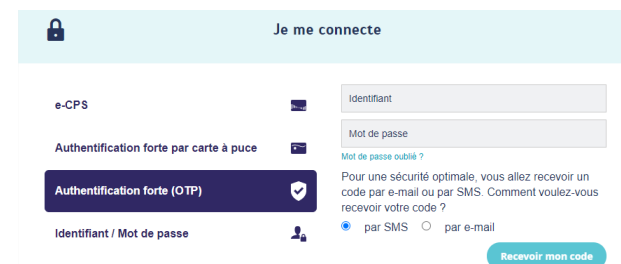 Je me connecte
e-CPS
Authentification forte par carte à puce
Authentification forte (OTP)
Identifiant / Mot de passe
Identifiant
Mot de passe
Mot de passe oublié ?
Pour une sécurité optimale, vous allez recevoir un
code par e-mail ou par SMS. Comment voulez-vous
recevoir votre code ?
par SMS par e-mail
Recevoir mon code